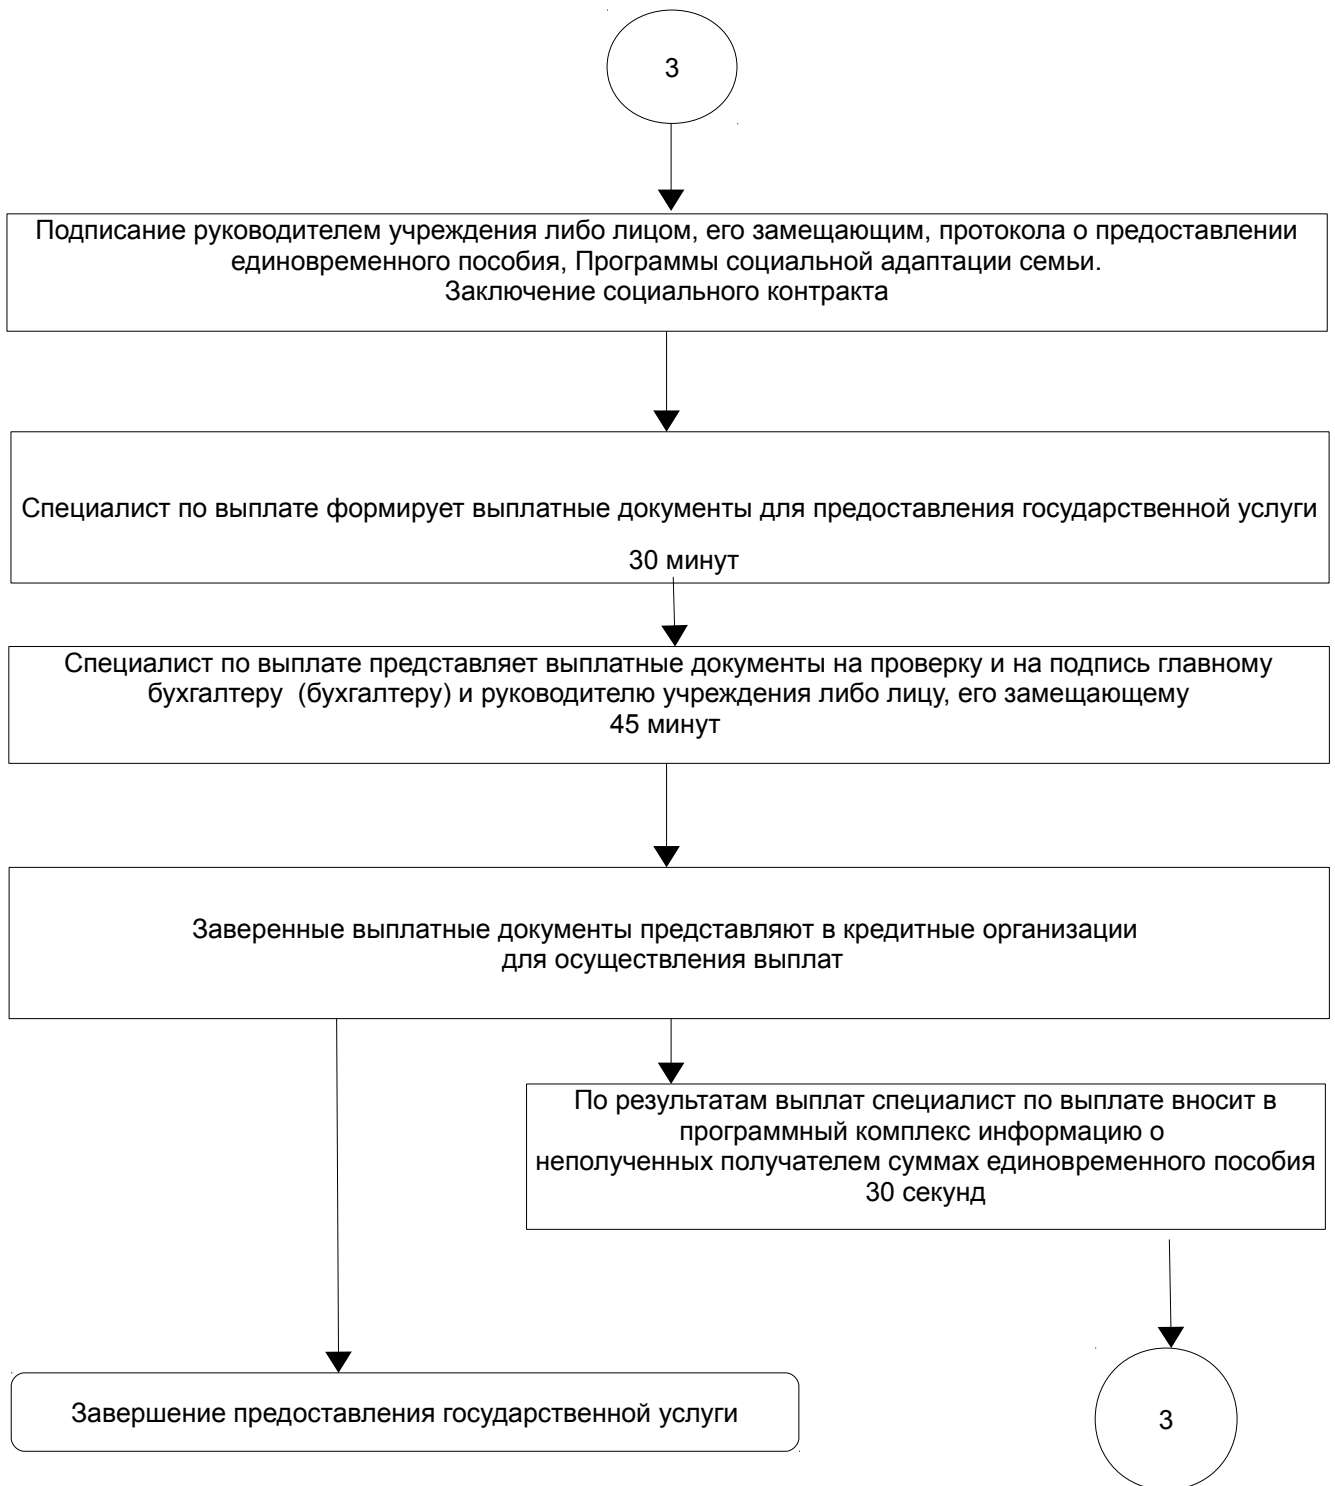 3
Подписание руководителем учреждения либо лицом, его замещающим, протокола о предоставлении
единовременного пособия, Программы социальной адаптации семьи.
Заключение социального контракта
Специалист по выплате формирует выплатные документы для предоставления государственной услуги
30 минут
Специалист по выплате представляет выплатные документы на проверку и на подпись главному
бухгалтеру (бухгалтеру) и руководителю учреждения либо лицу, его замещающему
45 минут
Заверенные выплатные документы представляют в кредитные организации
для осуществления выплат
По результатам выплат специалист по выплате вносит в
программный комплекс информацию о
неполученных получателем суммах единовременного пособия
30 секунд
Завершение предоставления государственной услуги
3